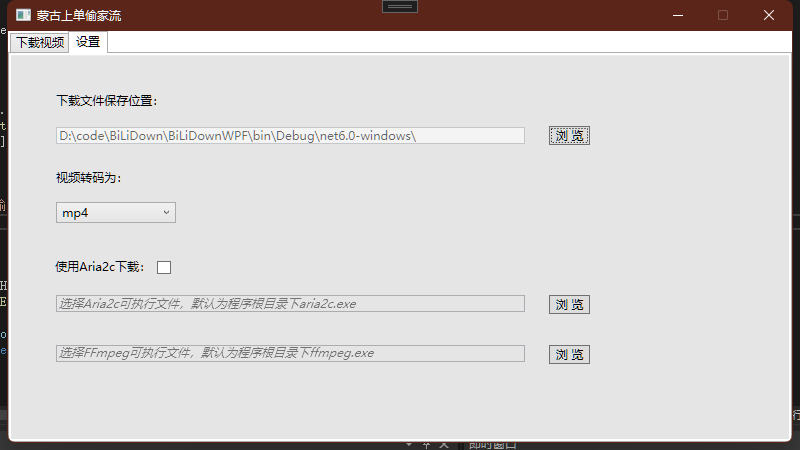 蒙古上单偷家流
下载视频 设置
下载文件保存位置：
D:\code\BiLiDown\BiLiDownWPF\bin\Debug\net6.0-windows\ 浏 览
视频转码为：
mp4
使用Aria2c下载：
选择Aria2c可执行文件，默认为程序根目录下aria2c.exe 浏 览
选择FFmpeg可执行文件，默认为程序根目录下ffmpeg.exe 浏 览
即时窗口